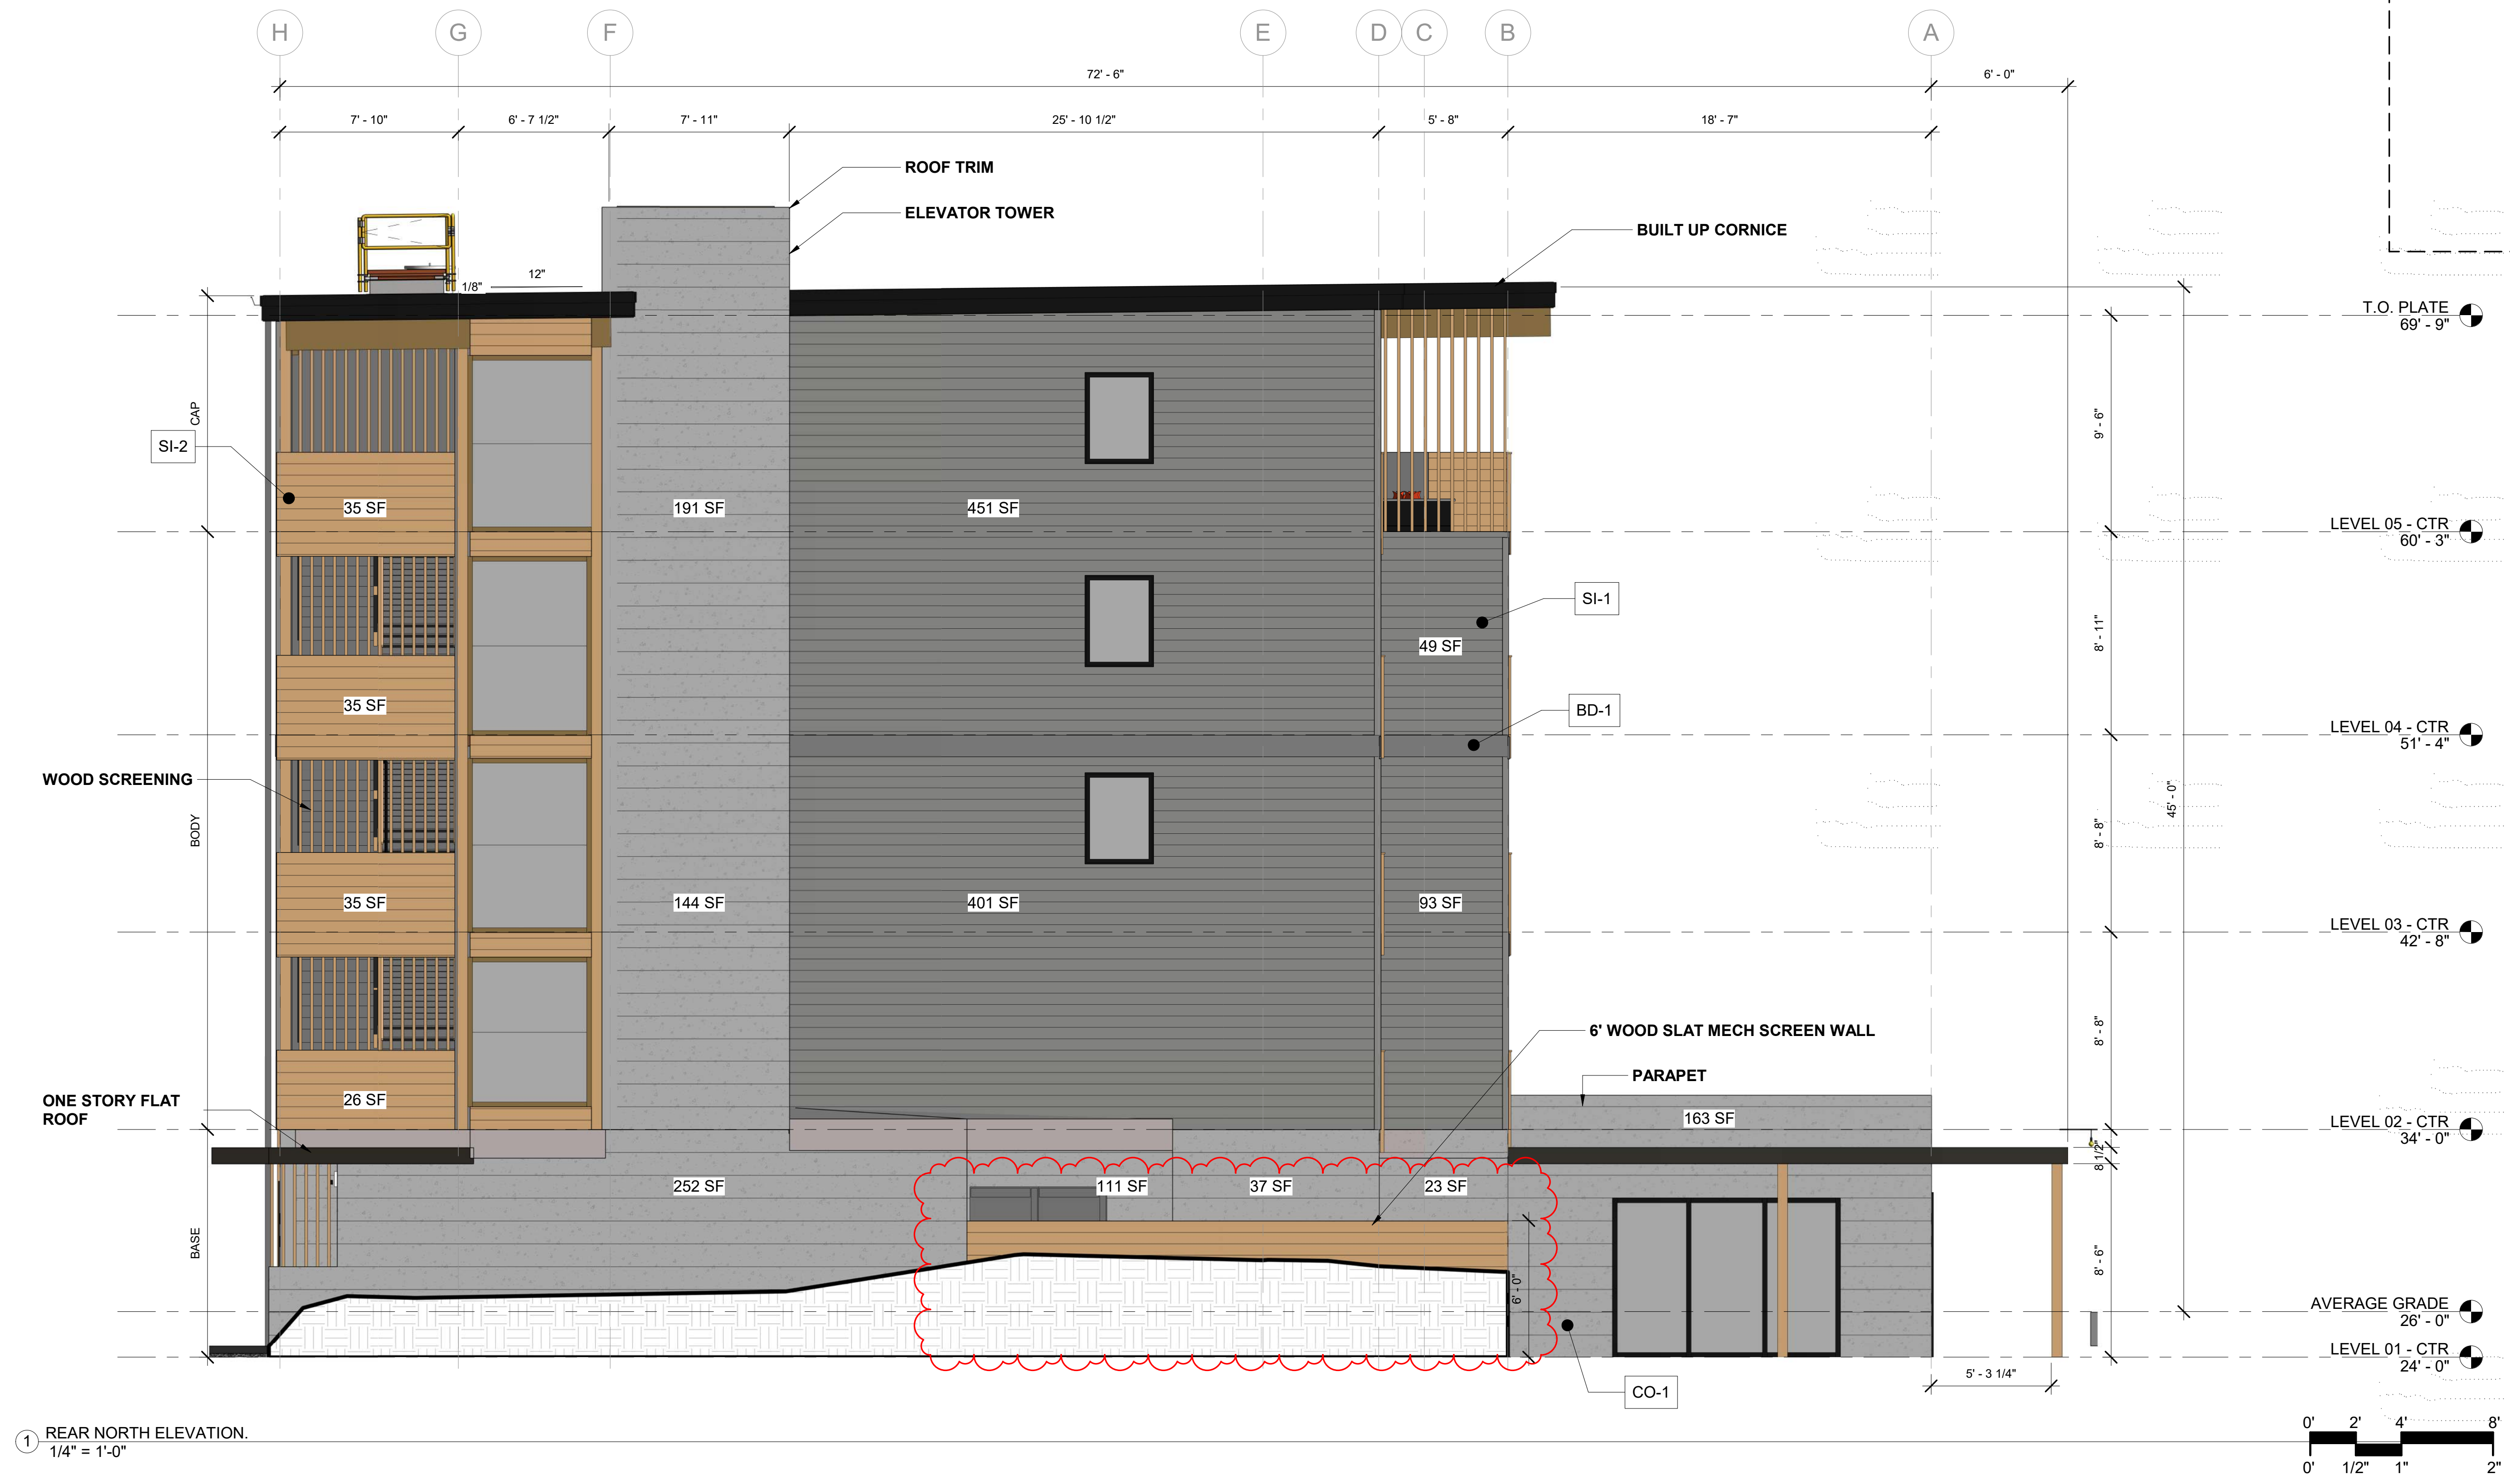 H
G
F
E
D
C
B
A
72' - 6"
6' - 0"
7' - 10"
6' - 7 1/2"
7' - 11"
25' - 10 1/2"
5' - 8"
18' - 7"
ROOF TRIM
ELEVATOR TOWER
BUILT UP CORNICE
12"
1/8"
T.O. PLATE
69' - 9"
CAP
9' - 6"
SI-2
35 SF
191 SF
451 SF
LEVEL 05 - CTR
60' - 3"
SI-1
8' - 11"
49 SF
35 SF
BD-1
LEVEL 04 - CTR
51' - 4"
WOOD SCREENING
45' - 0"
BODY
8' - 8"
35 SF
144 SF
401 SF
93 SF
LEVEL 03 - CTR
42' - 8"
6' WOOD SLAT MECH SCREEN WALL
8' - 8"
PARAPET
ONE STORY FLAT
ROOF
26 SF
163 SF
LEVEL 02 - CTR
34' - 0"
8 1/2"
252 SF
111 SF
37 SF
23 SF
BASE
8' - 6"
6' - 0"
AVERAGE GRADE
26' - 0"
LEVEL 01 - CTR
24' - 0"
5' - 3 1/4"
CO-1
1
REAR NORTH ELEVATION.
1/4" = 1'-0"
0' 2' 4' 8'
0' 1/2" 1" 2"